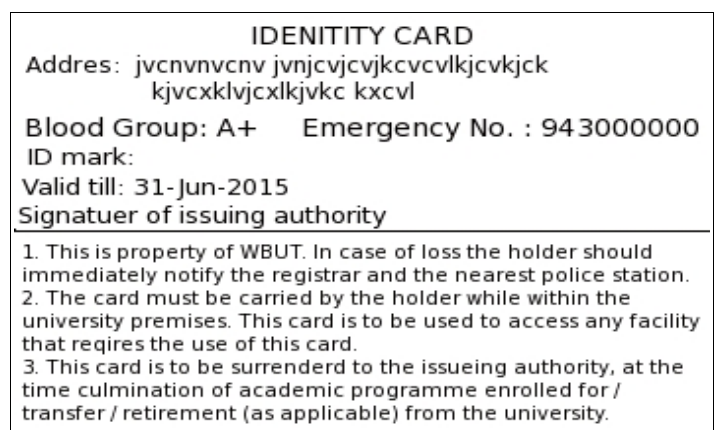 IDENITITY CARD
Addres: jvcnvnvcnv jvnjcvjcvjkcvcvlkjcvkjck
kjvcxklvjcxlkjvkc kxcvl
Blood Group: A+ Emergency No. : 943000000
ID mark:
Valid till: 31-Jun-2015
Signatuer of issuing authority
1. This is property of WBUT. In case of loss the holder should
immediately notify the registrar and the nearest police station.
2. The card must be carried by the holder while within the
university premises. This card is to be used to access any facility
that reqires the use of this card.
3. This card is to be surrenderd to the issueing authority, at the
time culmination of academic programme enrolled for /
transfer / retirement (as applicable) from the university.